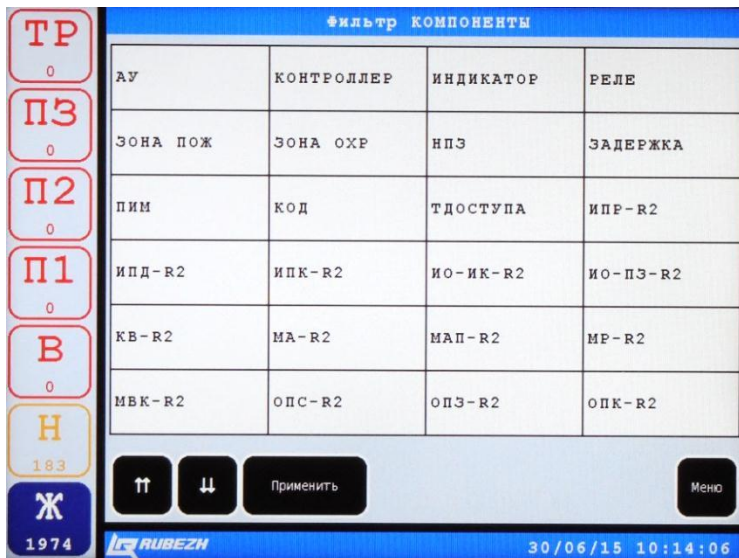 Фильтр КОМПОНЕНТЫ
ТР
0
ПЗ
0
П2
0
П1
0
В
0
Н
183
Ж
1974
АУ КОНТРОЛЛЕР ИНДИКАТОР РЕЛЕ
ЗОНА ПОЖ ЗОНА ОХР НПЗ ЗАДЕРЖКА
ПИМ КОД ТДОСТУПА ИПР-R2
ИПД-R2 ИПК-R2 ИО-ИК-R2 ИО-ПЗ-R2
КВ-R2 МА-R2 МАП-R2 МР-R2
МВК-R2 ОПС-R2 ОПЗ-R2 ОПК-R2
⇈ ⇊ Применить Меню
RUBEZH 30/06/15 10:14:06